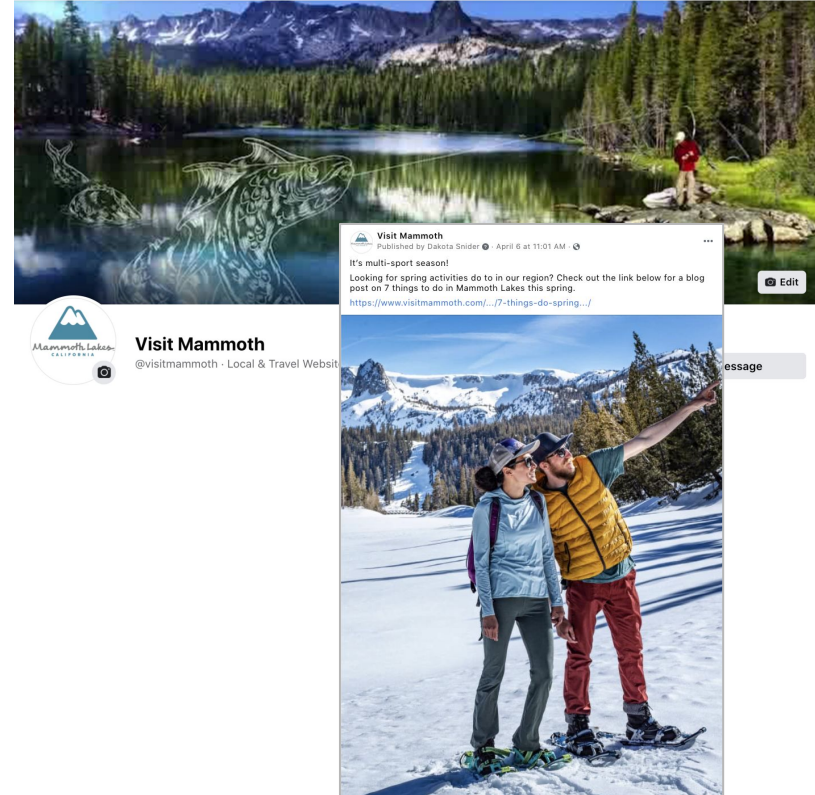 Visit Mammoth
Published by Dakota Snider · April 6 at 11:01 AM ·
It's multi-sport season!
Looking for spring activities do to in our region? Check out the link below for a blog
post on 7 things to do in Mammoth Lakes this spring.
https://www.visitmammoth.com/.../7-things-do-spring.../
Edit
Mammoth Lakes
CALIFORNIA
Visit Mammoth
@visitmammoth · Local & Travel Websit
essage